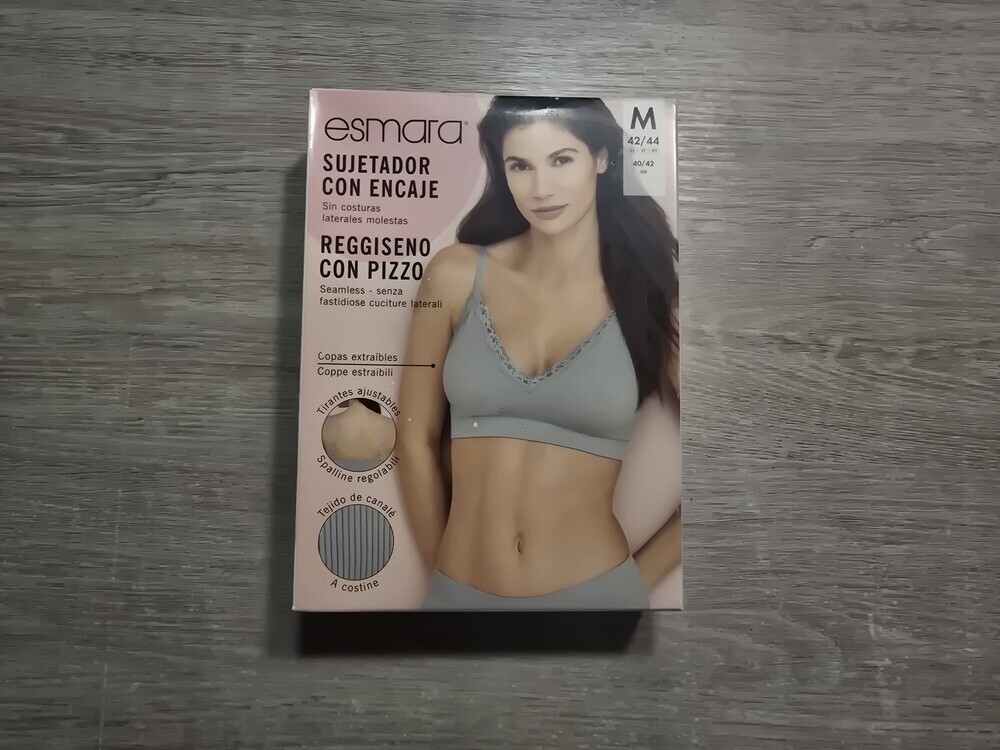 esmara®
SUJETADOR
CON ENCAJE
Sin costuras
laterales molestas
REGGISENO
CON PIZZO
Seamless - senza
fastidiose cuciture laterali
Copas extraíbles
Coppe estraibili
Tirantes ajustables
Spalline regolabili
Tejido de canalé
A costine
M
42/44
40/42